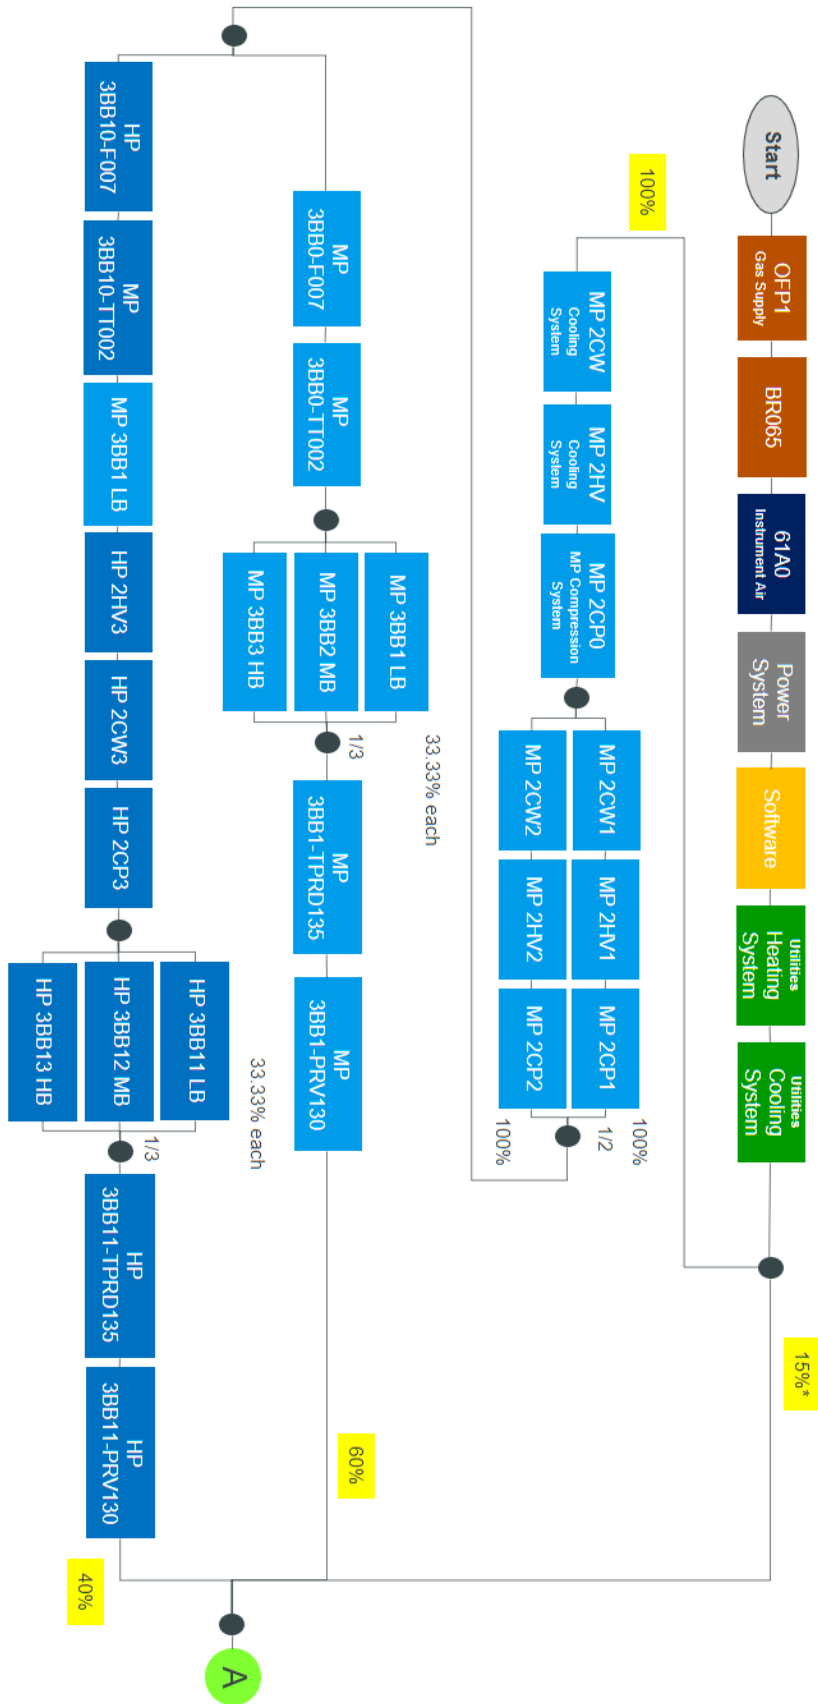 Start
OFP1
Gas Supply
BR065
61A0
Instrument Air
Power
System
Software
Utilities
Heating
System
Utilities
Cooling
System
15%*
100%
MP 2CW
Cooling
System
MP 2HV
Cooling
System
MP 2CP0
MP Compression
System
MP 2CW1
MP 2HV1
MP 2CP1
100%
1/2
MP 2CW2
MP 2HV2
MP 2CP2
100%
MP
3BB0-F007
MP
3BB0-TT002
MP 3BB1 LB
MP 3BB2 MB
MP 3BB3 HB
33.33% each
1/3
MP
3BB1-TPRD135
MP
3BB1-PRV130
60%
HP
3BB10-F007
MP
3BB10-TT002
MP 3BB1 LB
HP 2HV3
HP 2CW3
HP 2CP3
HP 3BB11 LB
HP 3BB12 MB
HP 3BB13 HB
33.33% each
1/3
HP
3BB11-TPRD135
HP
3BB11-PRV130
40%
A